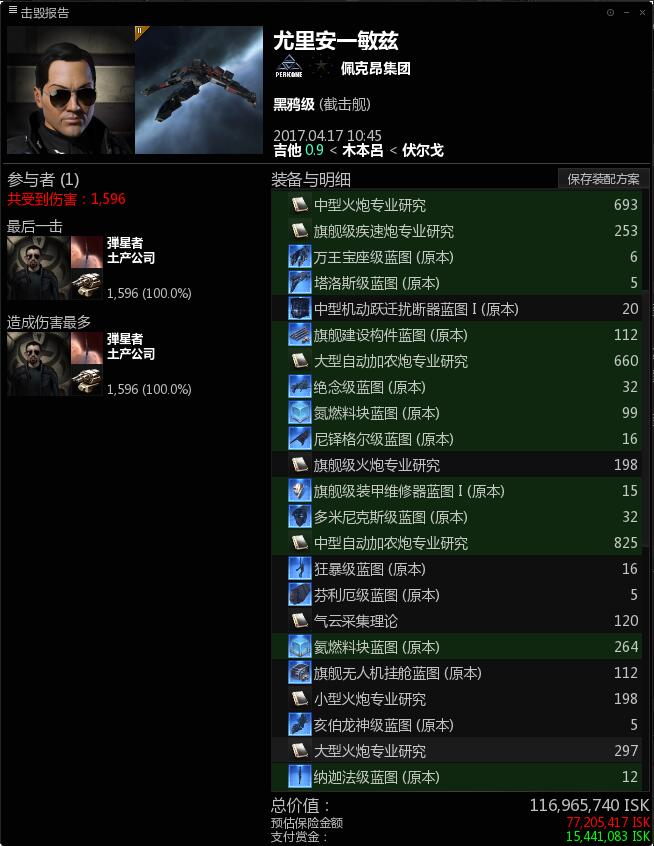 击毁报告
尤里安一敏兹
PERKONE
佩克昂集团
黑鸦级 (截击舰)
2017.04.17 10:45
吉他 0.9 < 木本呂 < 伏尔戈
参与者 (1)
共受到伤害：1,596
最后一击
弹星者
土产公司
1,596 (100.0%)
造成伤害最多
弹星者
土产公司
1,596 (100.0%)
装备与明细
保存装配方案
中型火炮专业研究 693
旗舰级疾速炮专业研究 253
万王宝座级蓝图 (原本) 6
塔洛斯级蓝图 (原本) 5
中型机动跃迁扰断器蓝图 I (原本) 20
旗舰建设构件蓝图 (原本) 112
大型自动加农炮专业研究 660
绝念级蓝图 (原本) 32
氮燃料块蓝图 (原本) 99
尼铎格尔级蓝图 (原本) 16
旗舰级火炮专业研究 198
旗舰级装甲维修器蓝图 I (原本) 15
多米尼克斯级蓝图 (原本) 32
中型自动加农炮专业研究 825
狂暴级蓝图 (原本) 16
芬利厄级蓝图 (原本) 5
气云采集理论 120
氦燃料块蓝图 (原本) 264
旗舰无人机挂舱蓝图 (原本) 112
小型火炮专业研究 198
亥伯龙神级蓝图 (原本) 5
大型火炮专业研究 297
纳迦法级蓝图 (原本) 12
总价值： 116,965,740 ISK
预估保险金额 77,205,417 ISK
支付赏金： 15,441,083 ISK